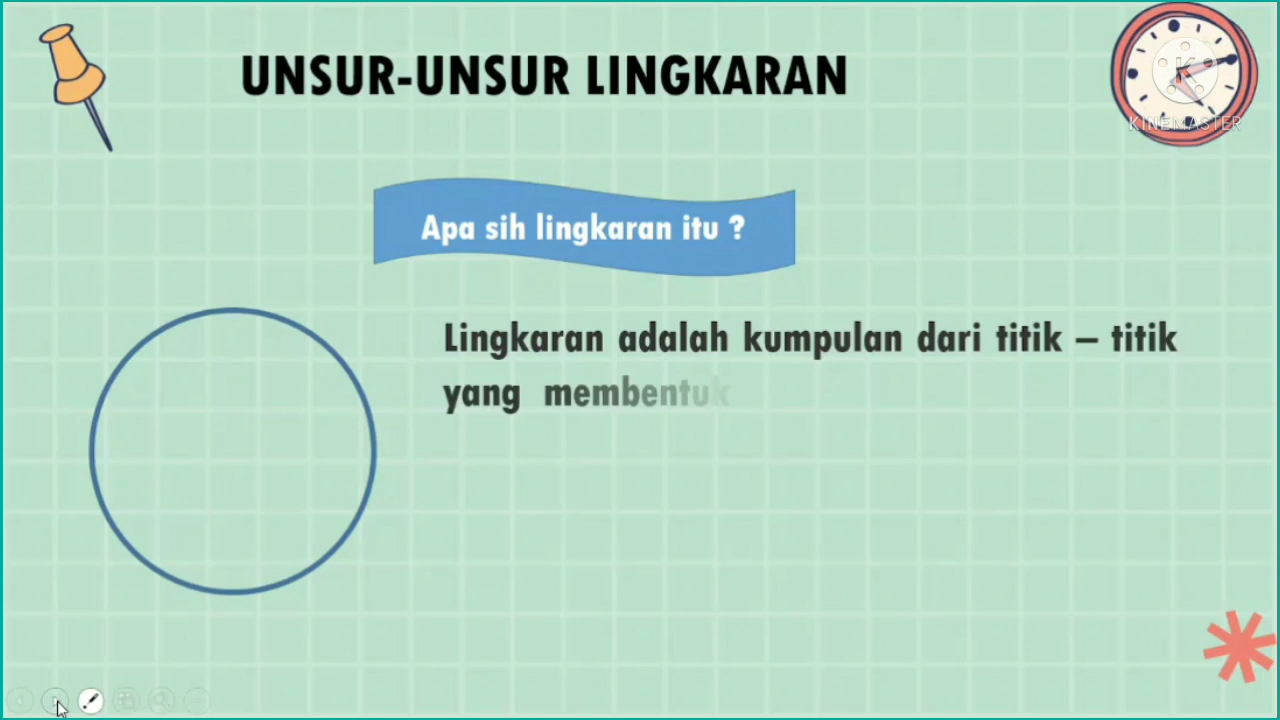 UNSUR-UNSUR LINGKARAN
KINEMASTER
Apa sih lingkaran itu ?
Lingkaran adalah kumpulan dari titik – titik
yang membentuk